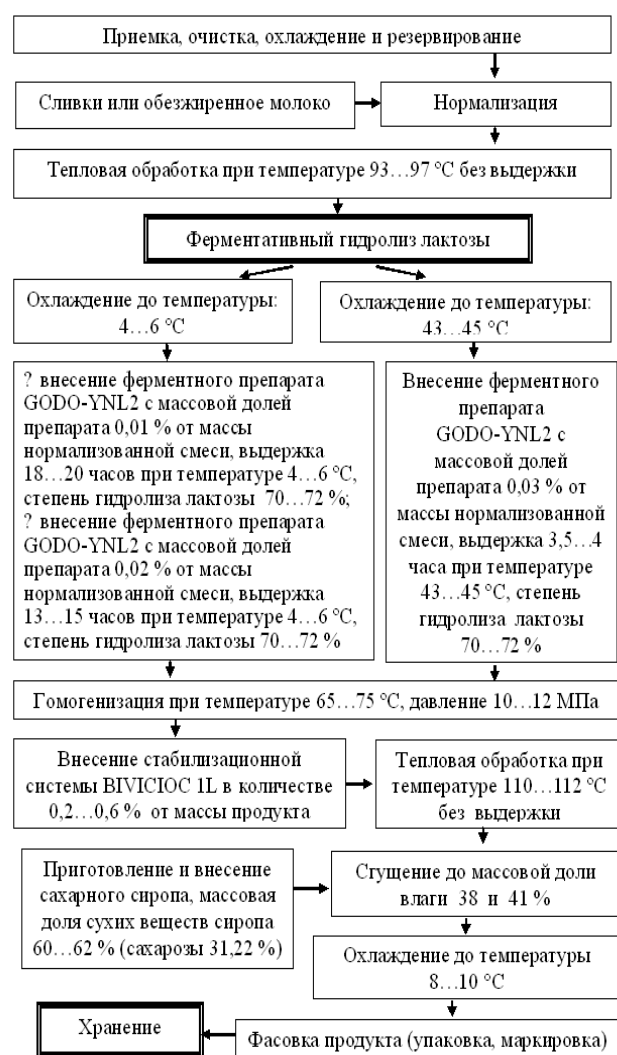 Приемка, очистка, охлаждение и резервирование
Сливки или обезжиренное молоко
Нормализация
Тепловая обработка при температуре 93…97 °С без выдержки
Ферментативный гидролиз лактозы
Охлаждение до температуры:
4…6 °С
Охлаждение до температуры:
43…45 °С
? внесение ферментного препарата
GODO-YNL2 с массовой долей
препарата 0,01 % от массы
нормализованной смеси, выдержка
18…20 часов при температуре 4…6 °С,
степень гидролиза лактозы 70…72 %;
? внесение ферментного препарата
GODO-YNL2 с массовой долей
препарата 0,02 % от массы
нормализованной смеси, выдержка
13…15 часов при температуре 4…6 °С,
степень гидролиза лактозы 70…72 %
Внесение ферментного
препарата
GODO-YNL2 с
массовой долей
препарата 0,03 % от
массы нормализованной
смеси, выдержка 3,5…4
часа при температуре
43…45 °С, степень
гидролиза лактозы
70…72 %
Гомогенизация при температуре 65…75 °С, давление 10…12 МПа
Внесение стабилизационной
системы BIVICIOC 1L в количестве
0,2…0,6 % от массы продукта
Тепловая обработка при
температуре 110…112 °С
без выдержки
Приготовление и внесение
сахарного сиропа, массовая
доля сухих веществ сиропа
60…62 % (сахарозы 31,22 %)
Сгущение до массовой доли
влаги 38 и 41 %
Охлаждение до температуры
8…10 °С
Хранение
Фасовка продукта (упаковка, маркировка)